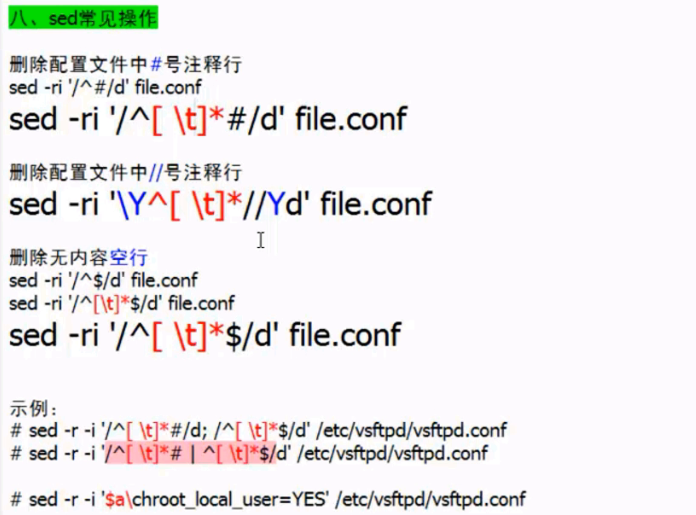 八、sed常见操作
删除配置文件中#号注释行
sed -ri '/^#/d' file.conf
sed -ri '/^[ \t]*#/d' file.conf
删除配置文件中//号注释行
sed -ri '\Y^[ \t]*//Yd' file.conf
删除无内容空行
sed -ri '/^$/d' file.conf
sed -ri '/^[\t]*$/d' file.conf
sed -ri '/^[ \t]*$/d' file.conf
示例：
# sed -r -i '/^[ \t]*#/d; /^[ \t]*$/d' /etc/vsftpd/vsftpd.conf
# sed -r -i '/^[ \t]*# | ^[ \t]*$/d' /etc/vsftpd/vsftpd.conf
# sed -r -i '$a\chroot_local_user=YES' /etc/vsftpd/vsftpd.conf